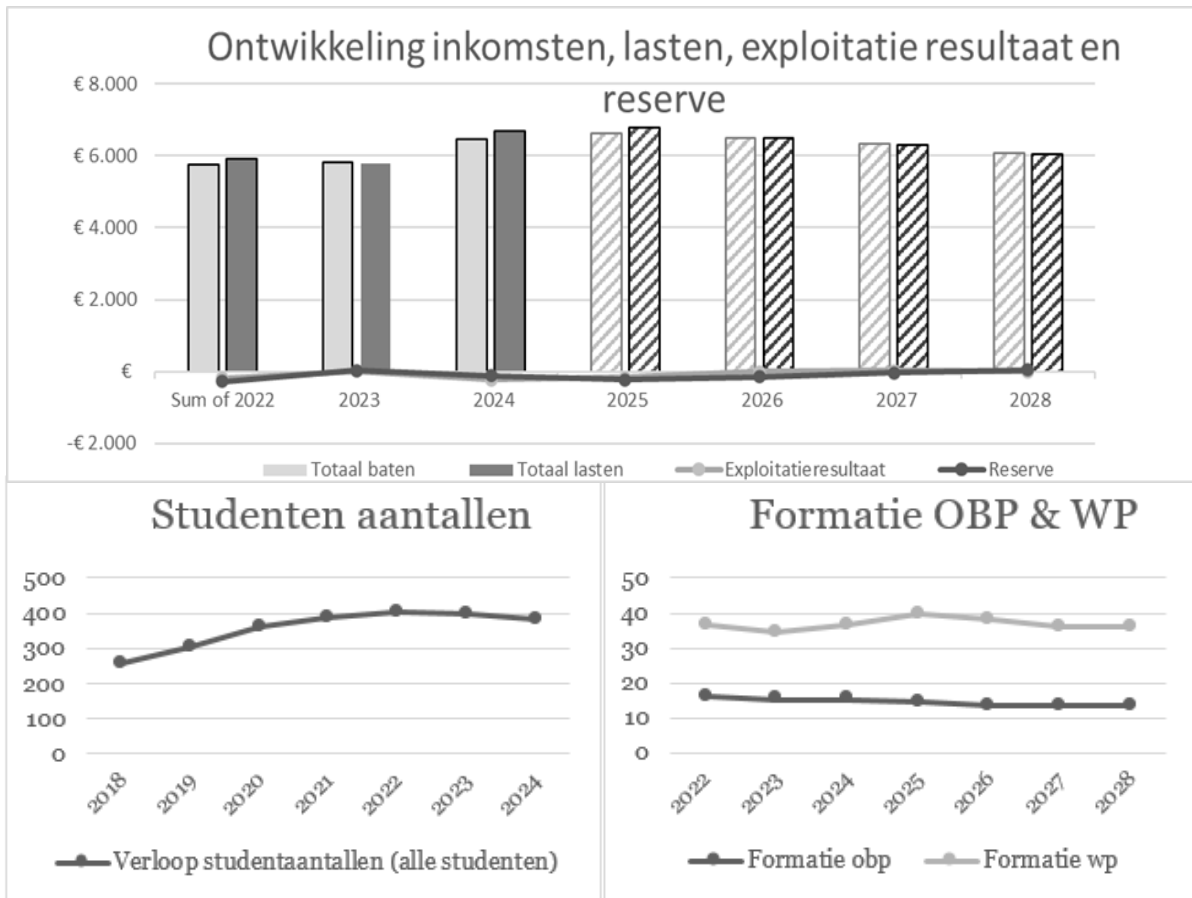 Ontwikkeling inkomsten, lasten, exploitatie resultaat en
reserve
€ 8.000
€ 6.000
€ 4.000
€ 2.000
€
-€ 2.000
Sum of 2022 2023 2024 2025 2026 2027 2028
Totaal baten Totaal lasten Exploitatieresultaat Reserve
Studenten aantallen
500
400
300
200
100
0
2018 2019 2020 2021 2022 2023 2024
Verloop studentaantallen (alle studenten)
Formatie OBP & WP
50
40
30
20
10
0
2022 2023 2024 2025 2026 2027 2028
Formatie obp Formatie wp